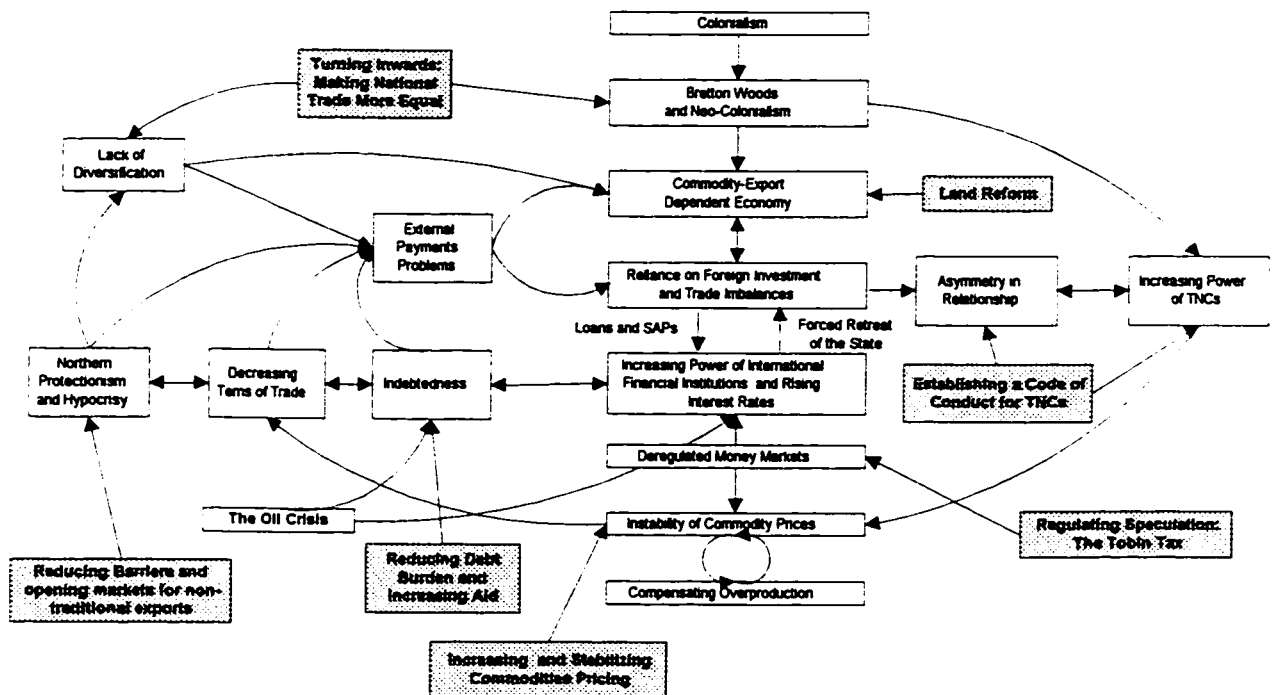 Colonialism
Turning Inwards:
Making National
Trade More Equal
Bretton Woods
and Neo-Colonialism
Lack of
Diversification
Commodity-Export
Dependent Economy
Land Reform
External
Payments
Problems
Reliance on Foreign Investment
and Trade Imbalances
Asymmetry in
Relationship
Increasing Power
of TNCs
Loans and SAPs
Forced Retreat
of the State
Northern
Protectionism
and Hypocrisy
Decreasing
Terms of Trade
Indebtedness
Increasing Power of International
Financial Institutions and Rising
Interest Rates
Establishing a Code of
Conduct for TNCs
Deregulated Money Markets
The Oil Crisis
Instability of Commodity Prices
Regulating Speculation:
The Tobin Tax
Reducing Barriers and
opening markets for non-
traditional exports
Reducing Debt
Burden and
Increasing Aid
Compensating Overproduction
Increasing and Stabilizing
Commodities Pricing